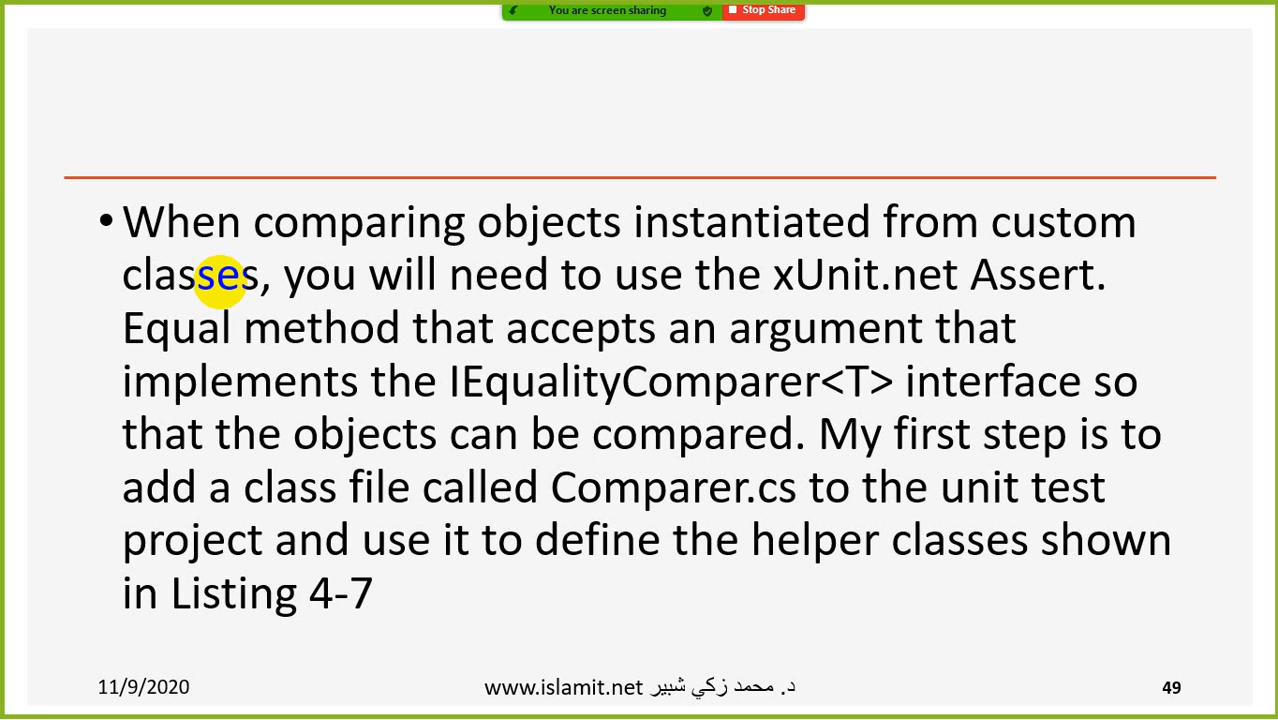 You are screen sharing Stop Share
• When comparing objects instantiated from custom
classes, you will need to use the xUnit.net Assert.
Equal method that accepts an argument that
implements the IEqualityComparer<T> interface so
that the objects can be compared. My first step is to
add a class file called Comparer.cs to the unit test
project and use it to define the helper classes shown
in Listing 4-7
11/9/2020 www.islamit.net د. محمد زكي شبير 49